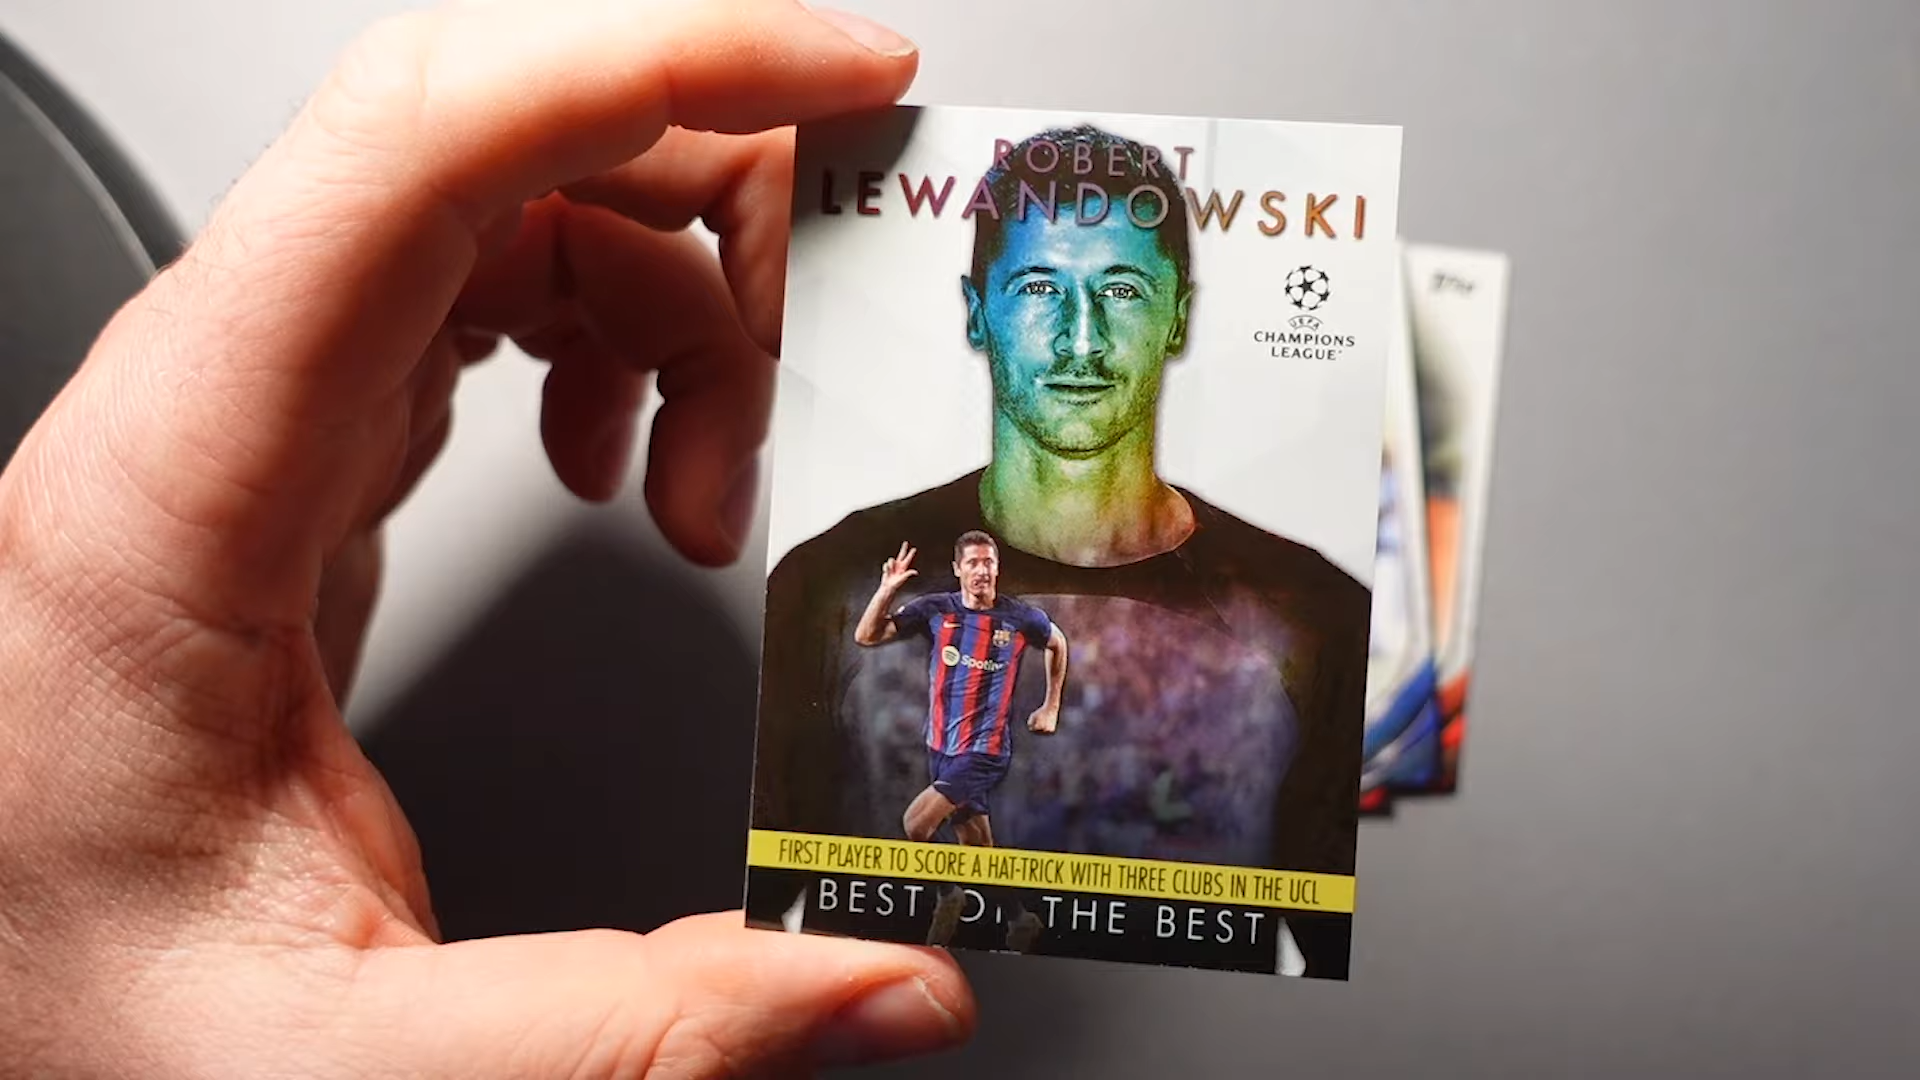 ROBERT
LEWANDOWSKI
UEFA
CHAMPIONS
LEAGUE
Spotify
FIRST PLAYER TO SCORE A HAT-TRICK WITH THREE CLUBS IN THE UCL
BEST OF THE BEST